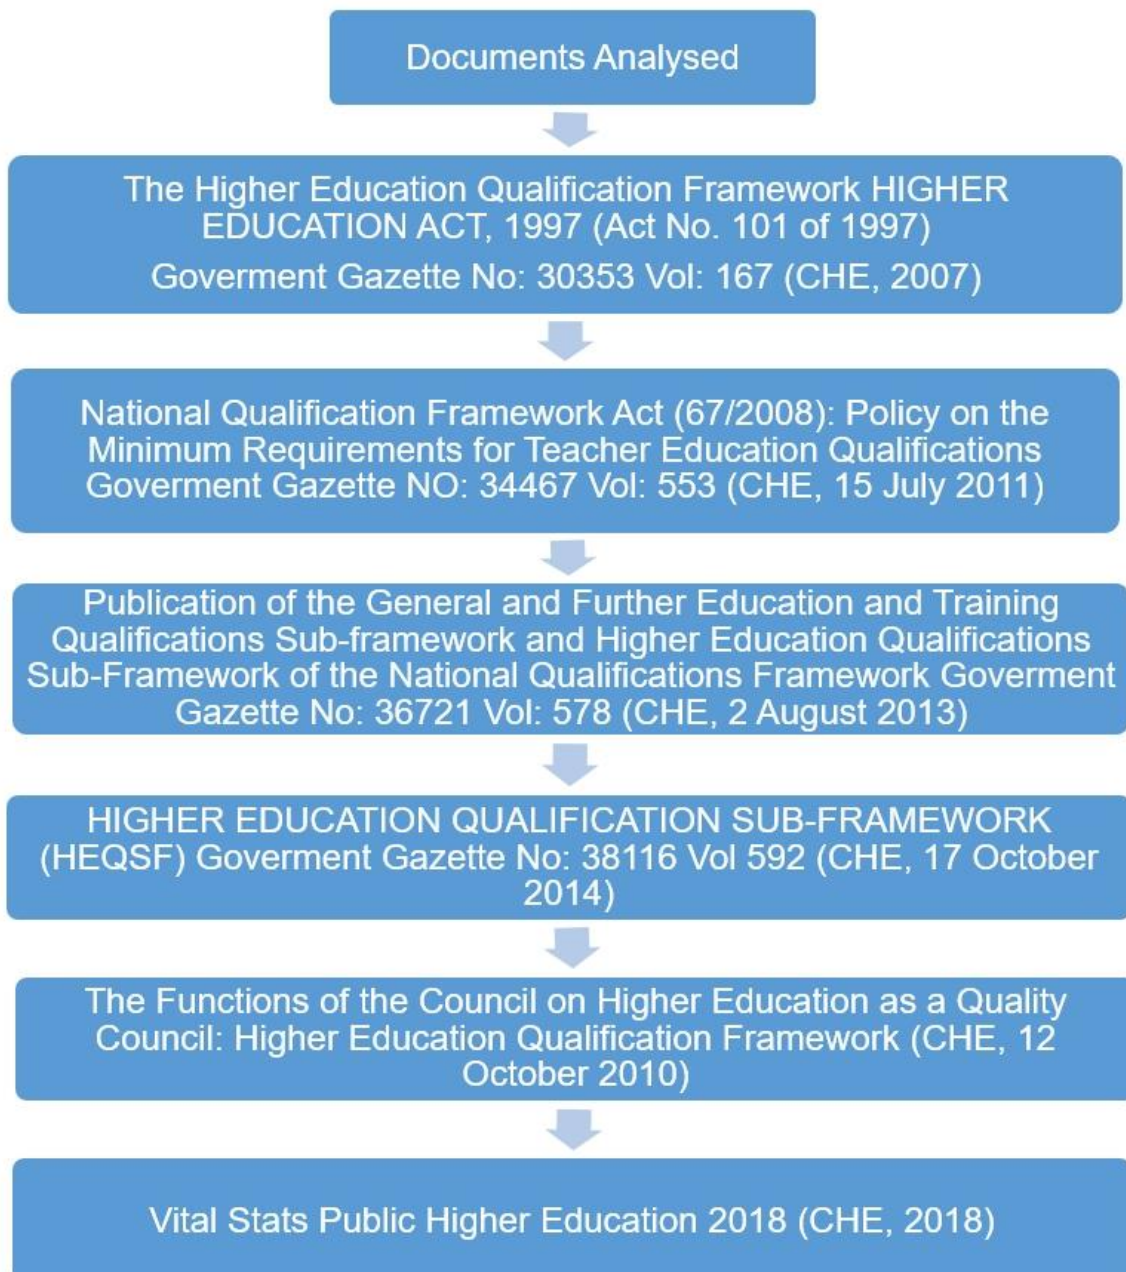 Documents Analysed
The Higher Education Qualification Framework HIGHER
EDUCATION ACT, 1997 (Act No. 101 of 1997)
Goverment Gazette No: 30353 Vol: 167 (CHE, 2007)
National Qualification Framework Act (67/2008): Policy on the
Minimum Requirements for Teacher Education Qualifications
Goverment Gazette NO: 34467 Vol: 553 (CHE, 15 July 2011)
Publication of the General and Further Education and Training
Qualifications Sub-framework and Higher Education Qualifications
Sub-Framework of the National Qualifications Framework Goverment
Gazette No: 36721 Vol: 578 (CHE, 2 August 2013)
HIGHER EDUCATION QUALIFICATION SUB-FRAMEWORK
(HEQSF) Goverment Gazette No: 38116 Vol 592 (CHE, 17 October
2014)
The Functions of the Council on Higher Education as a Quality
Council: Higher Education Qualification Framework (CHE, 12
October 2010)
Vital Stats Public Higher Education 2018 (CHE, 2018)